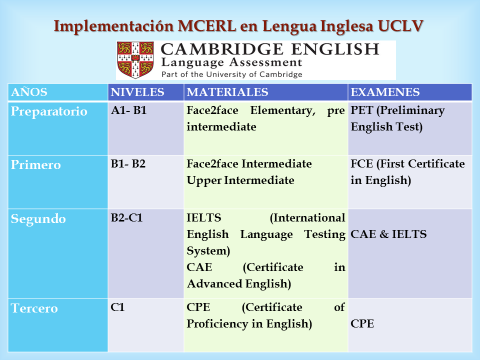 Implementación MCERL en Lengua Inglesa UCLV
CAMBRIDGE ENGLISH
Language Assessment
Part of the University of Cambridge
AÑOS NIVELES MATERIALES EXAMENES
Preparatorio A1- B1 Face2face Elementary, pre PET (Preliminary
intermediate English Test)
Primero B1- B2 Face2face Intermediate FCE (First Certificate
Upper Intermediate in English)
Segundo B2-C1 IELTS (International
English Language Testing CAE & IELTS
System)
CAE (Certificate in
Advanced English)
Tercero C1 CPE (Certificate of
Proficiency in English) CPE